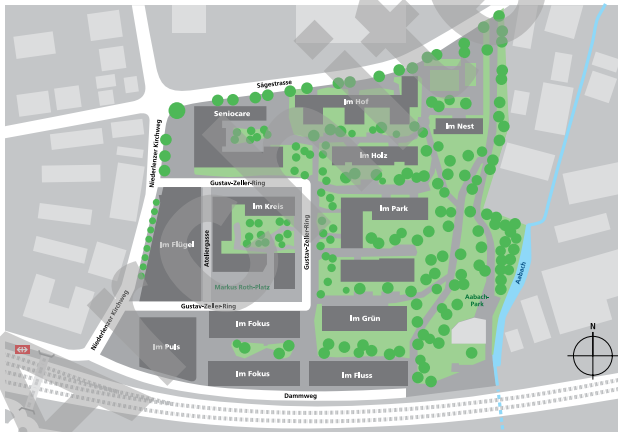 Sägestrasse
Im Hof
Seniocare
Im Nest
Niederlenzer Kirchweg
Im Holz
Gustav-Zeller-Ring
Im Kreis
Im Park
Im Flügel
Ateliergasse
Gustav-Zeller-Ring
Aabach
Markus Roth-Platz
Aabach-
Park
Gustav-Zeller-Ring
Niederlenzer Kirchweg
Im Fokus
Im Grün
N
Im Puls
Im Fokus
Im Fluss
Dammweg